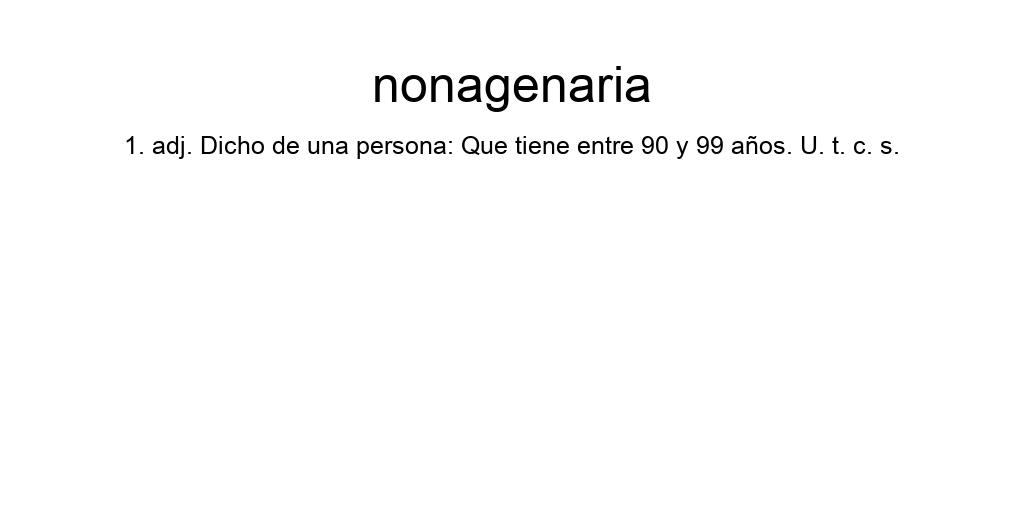 nonagenaria
1. adj. Dicho de una persona: Que tiene entre 90 y 99 años. U. t. c. s.